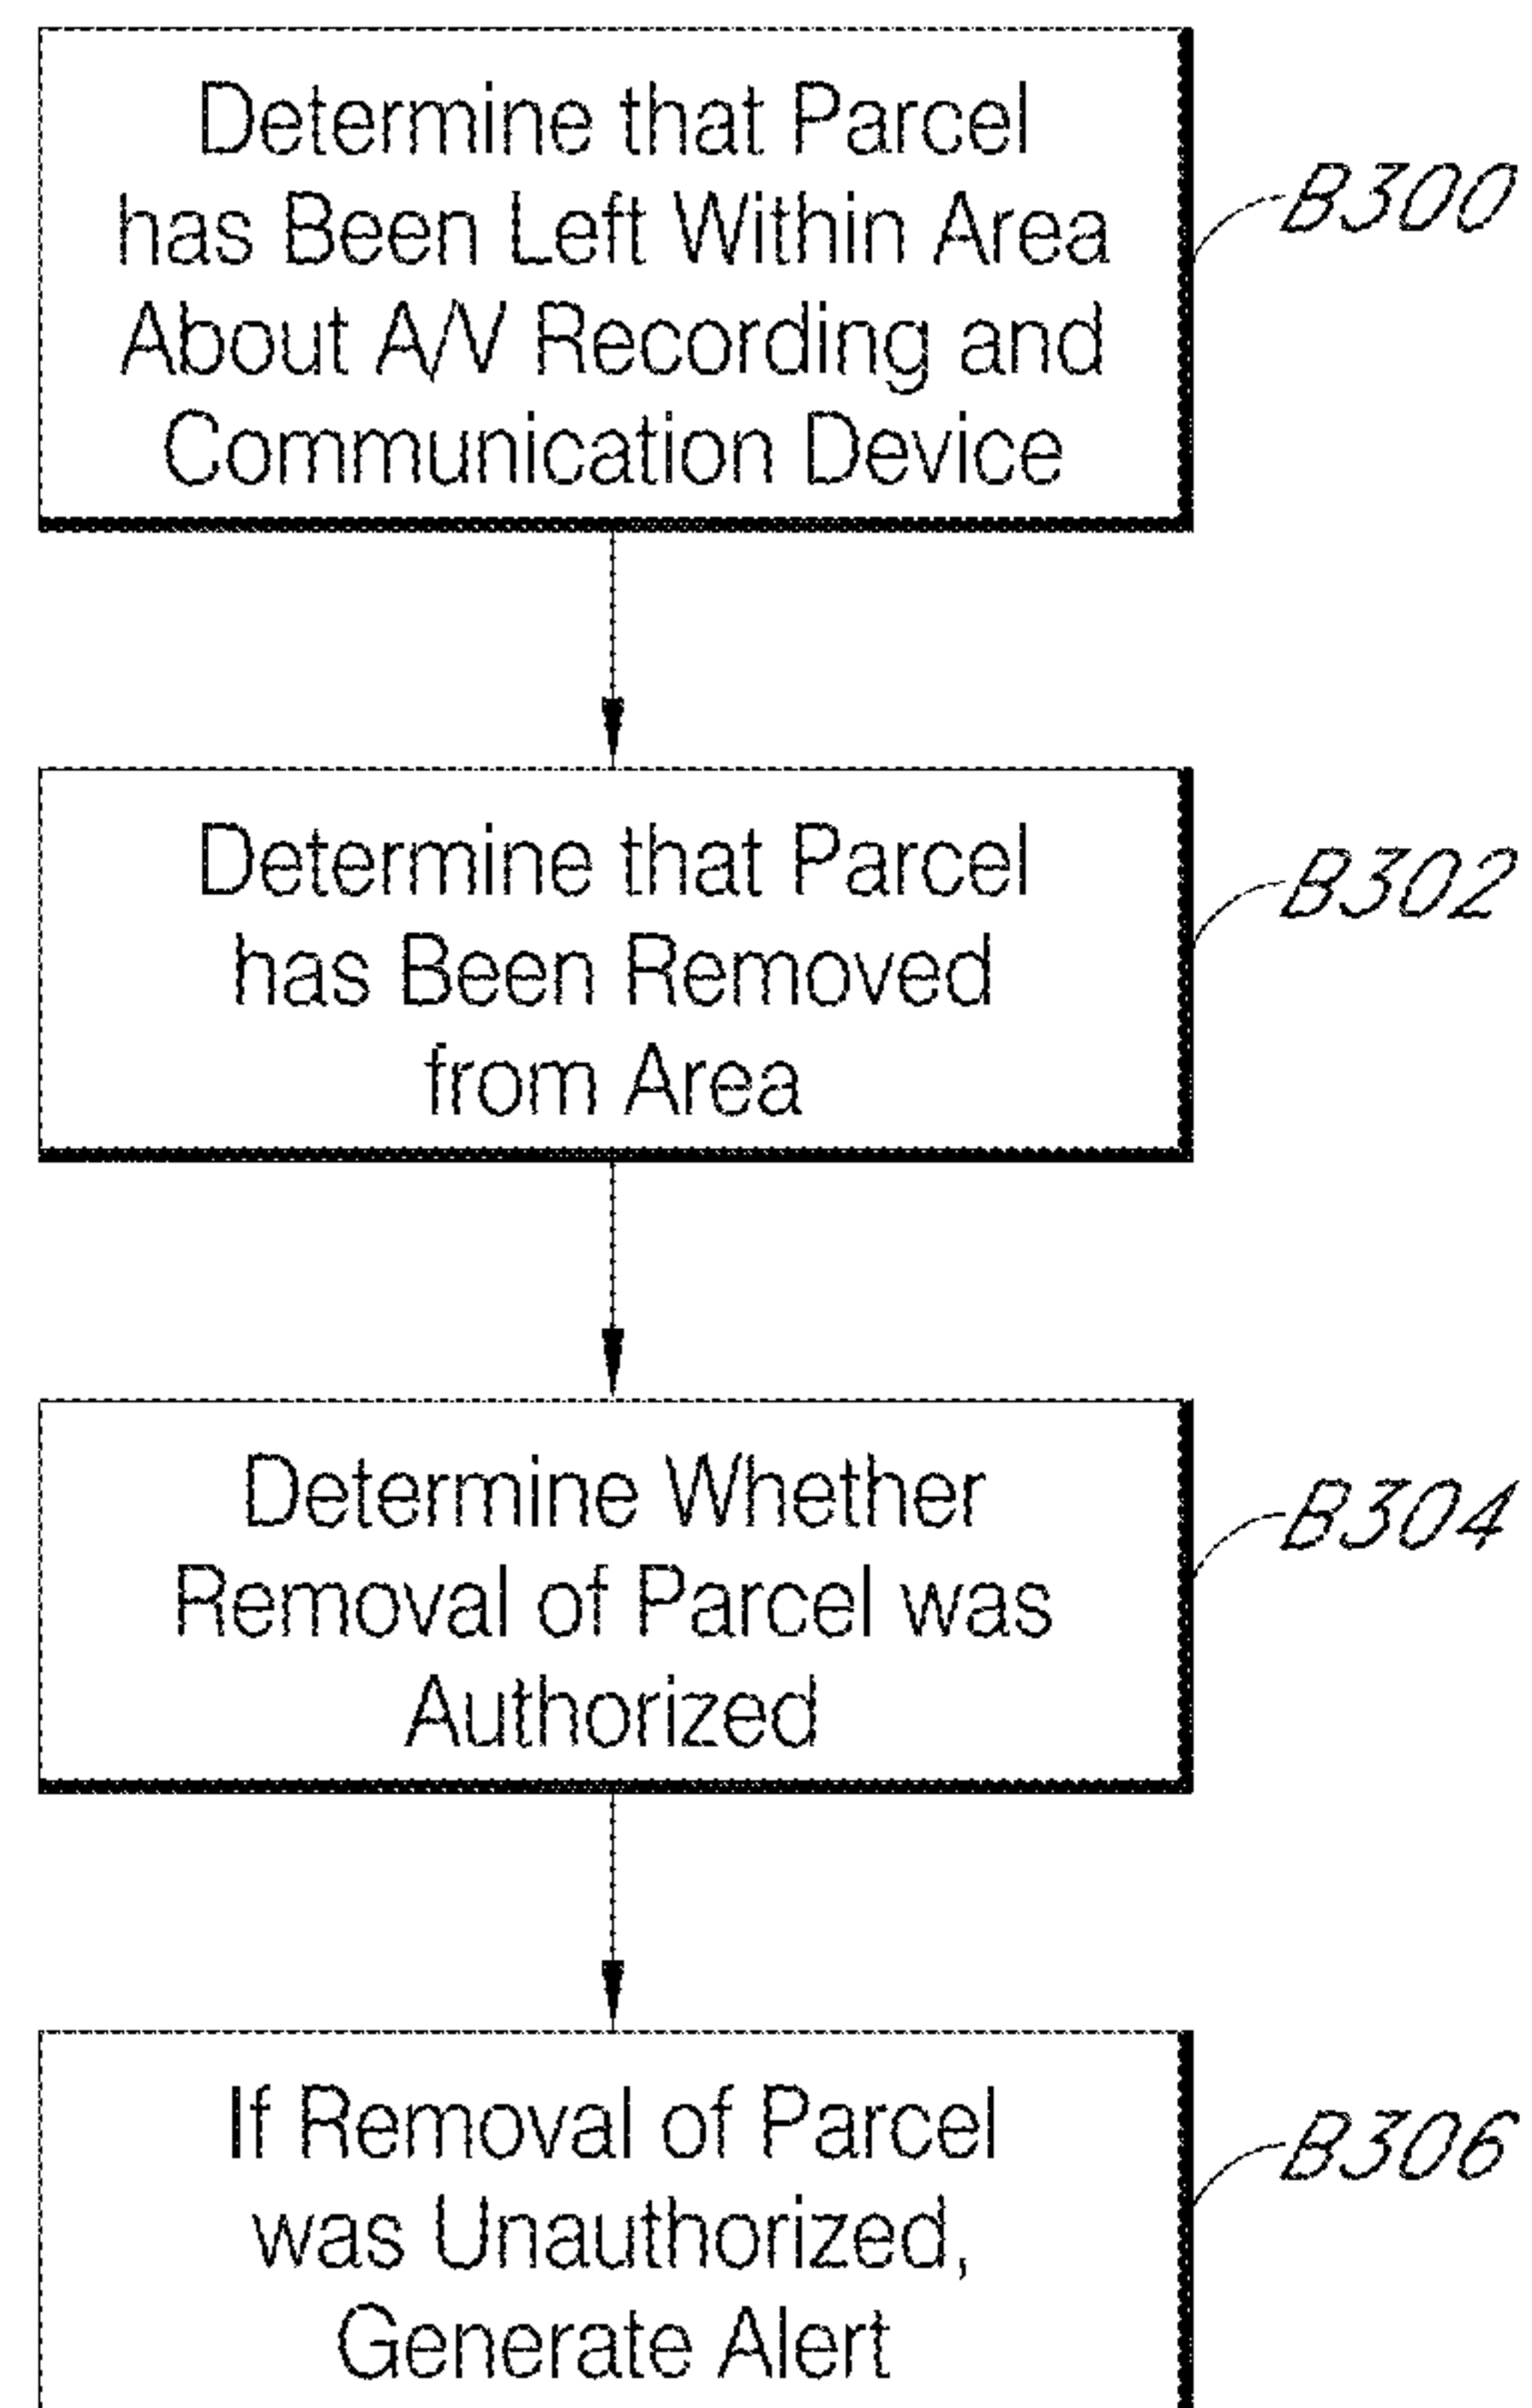 Determine that Parcel
has Been Left Within Area
About A/V Recording and
Communication Device
B300
Determine that Parcel
has Been Removed
from Area
B302
Determine Whether
Removal of Parcel was
Authorized
B304
If Removal of Parcel
was Unauthorized,
Generate Alert
B306